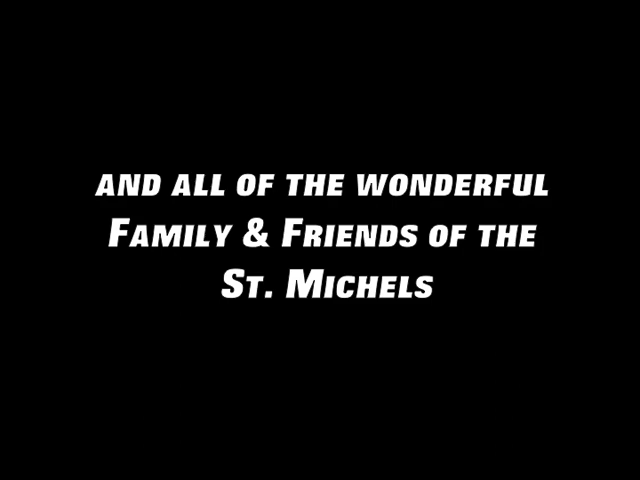 AND ALL OF THE WONDERFUL
FAMILY & FRIENDS OF THE
ST. MICHELS